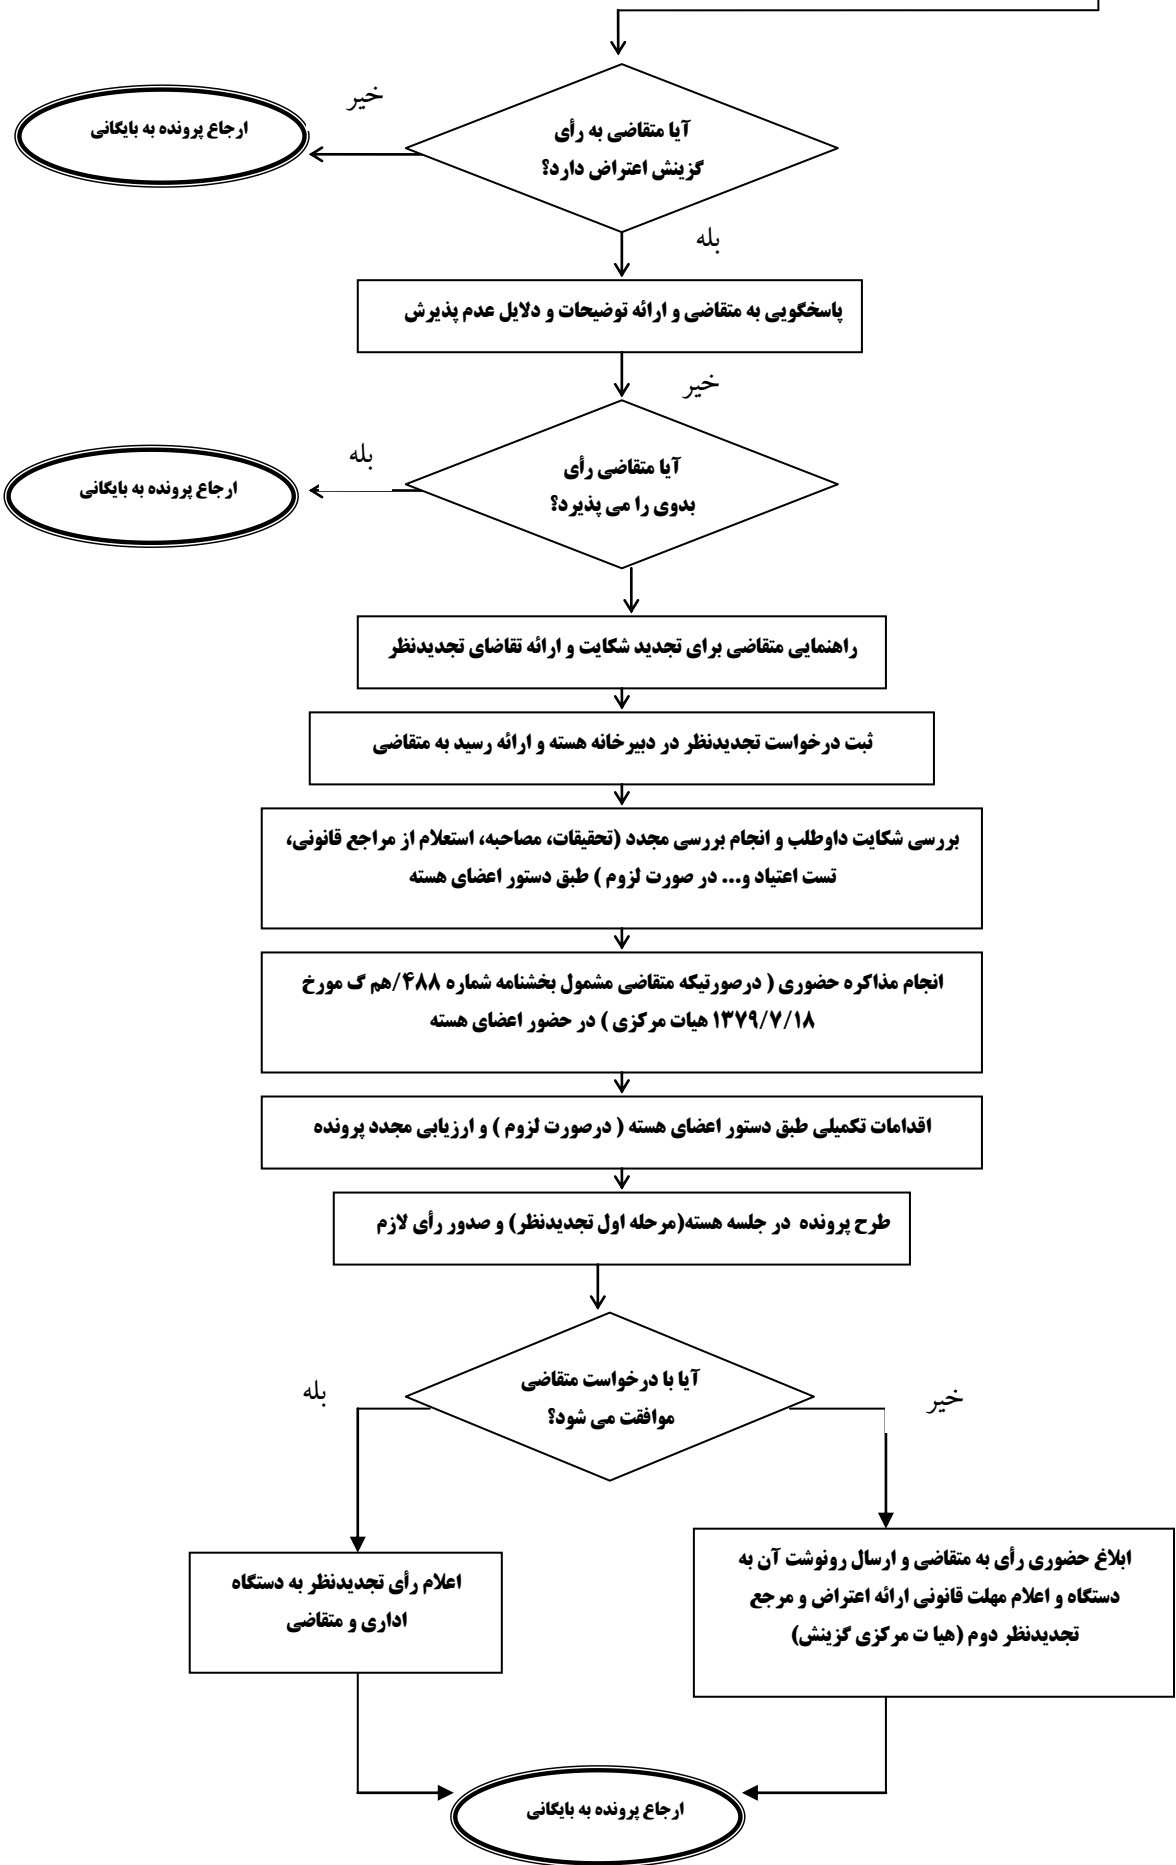 خیر
ارجاع پرونده به بایگانی
آیا متقاضی به رأی
گزینش اعتراض دارد؟
بله
پاسخگویی به متقاضی و ارائه توضیحات و دلایل عدم پذیرش
خیر
بله
ارجاع پرونده به بایگانی
آیا متقاضی رأی
بدوی را می پذیرد؟
راهنمایی متقاضی برای تجدید شکایت و ارائه تقاضای تجدیدنظر
ثبت درخواست تجدیدنظر در دبیرخانه هسته و ارائه رسید به متقاضی
بررسی شکایت داوطلب و انجام بررسی مجدد (تحقیقات، مصاحبه، استعلام از مراجع قانونی،
تست اعتیاد و... در صورت لزوم ) طبق دستور اعضای هسته
انجام مذاکره حضوری ( درصورتیکه متقاضی مشمول بخشنامه شماره ۴۸۸/هم گ مورخ
۱۳۷۹/۷/۱۸ هیات مرکزی ) در حضور اعضای هسته
اقدامات تکمیلی طبق دستور اعضای هسته ( درصورت لزوم ) و ارزیابی مجدد پرونده
طرح پرونده در جلسه هسته(مرحله اول تجدیدنظر) و صدور رأی لازم
آیا با درخواست متقاضی
موافقت می شود؟
خیر
بله
ابلاغ حضوری رأی به متقاضی و ارسال رونوشت آن به
دستگاه و اعلام مهلت قانونی ارائه اعتراض و مرجع
تجدیدنظر دوم (هیا ت مرکزی گزینش)
اعلام رأی تجدیدنظر به دستگاه
اداری و متقاضی
ارجاع پرونده به بایگانی